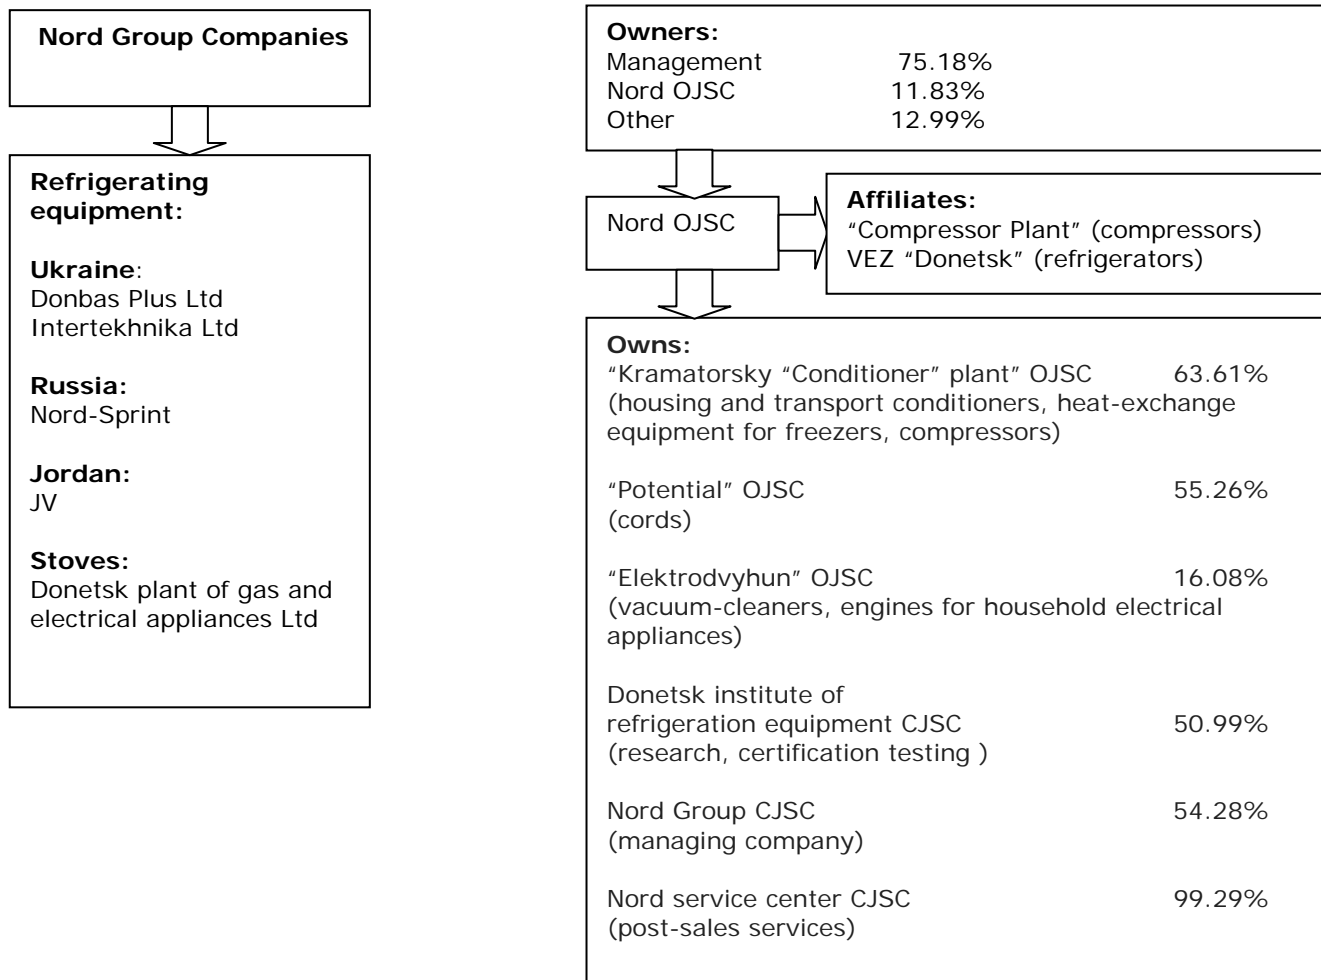 Nord Group Companies
Refrigerating
equipment:
Ukraine:
Donbas Plus Ltd
Intertekhnika Ltd
Russia:
Nord-Sprint
Jordan:
JV
Stoves:
Donetsk plant of gas and
electrical appliances Ltd
Owners:
Management 75.18%
Nord OJSC 11.83%
Other 12.99%
Nord OJSC
Affiliates:
“Compressor Plant” (compressors)
VEZ “Donetsk” (refrigerators)
Owns:
“Kramatorsky “Conditioner” plant” OJSC 63.61%
(housing and transport conditioners, heat-exchange
equipment for freezers, compressors)
“Potential” OJSC 55.26%
(cords)
“Elektrodvyhun” OJSC 16.08%
(vacuum-cleaners, engines for household electrical
appliances)
Donetsk institute of
refrigeration equipment CJSC 50.99%
(research, certification testing )
Nord Group CJSC 54.28%
(managing company)
Nord service center CJSC 99.29%
(post-sales services)